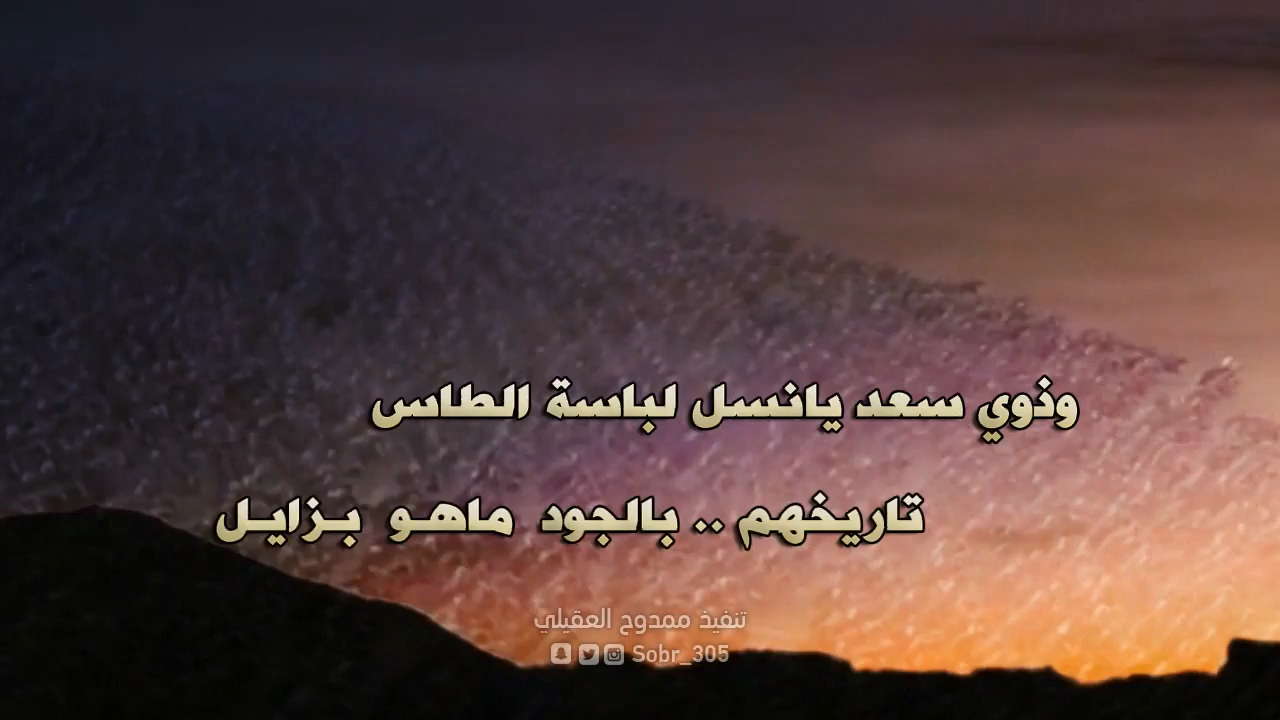 وذوي سعد يانسل لباسة الطاس
تاريخهم .. بالجود ماهو بزايل
تنفيذ ممدوح العقيلي
Sobr_305